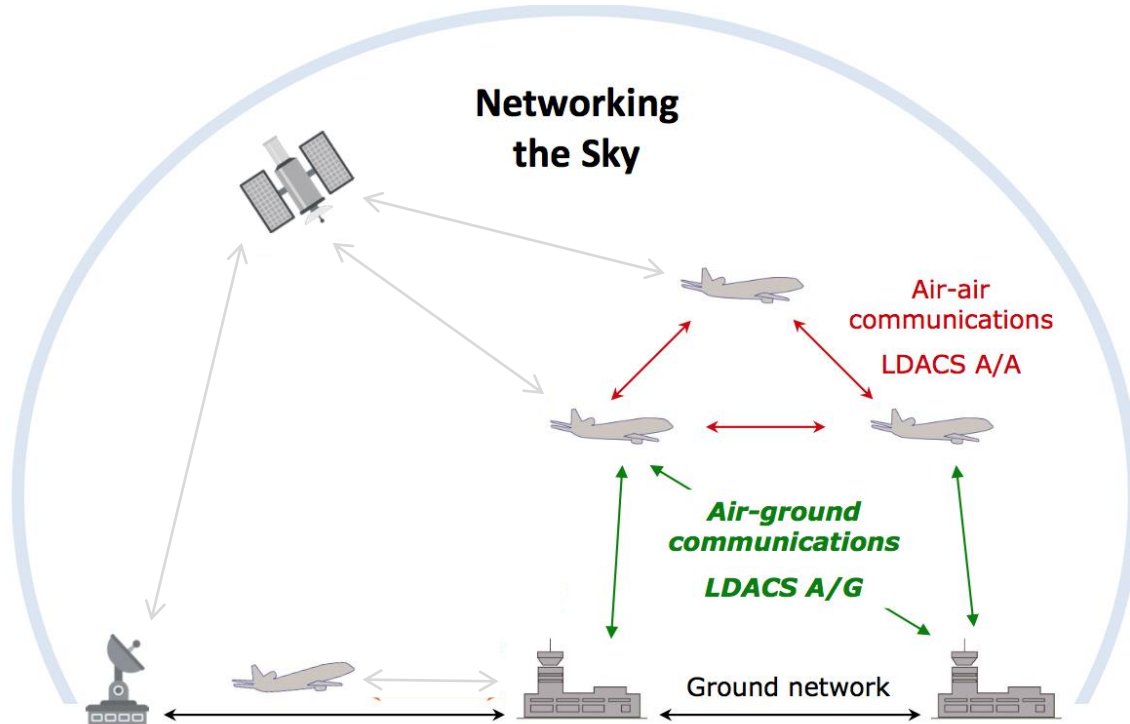 Networking
the Sky
Air-air
communications
LDACS A/A
Air-ground
communications
LDACS A/G
Ground network